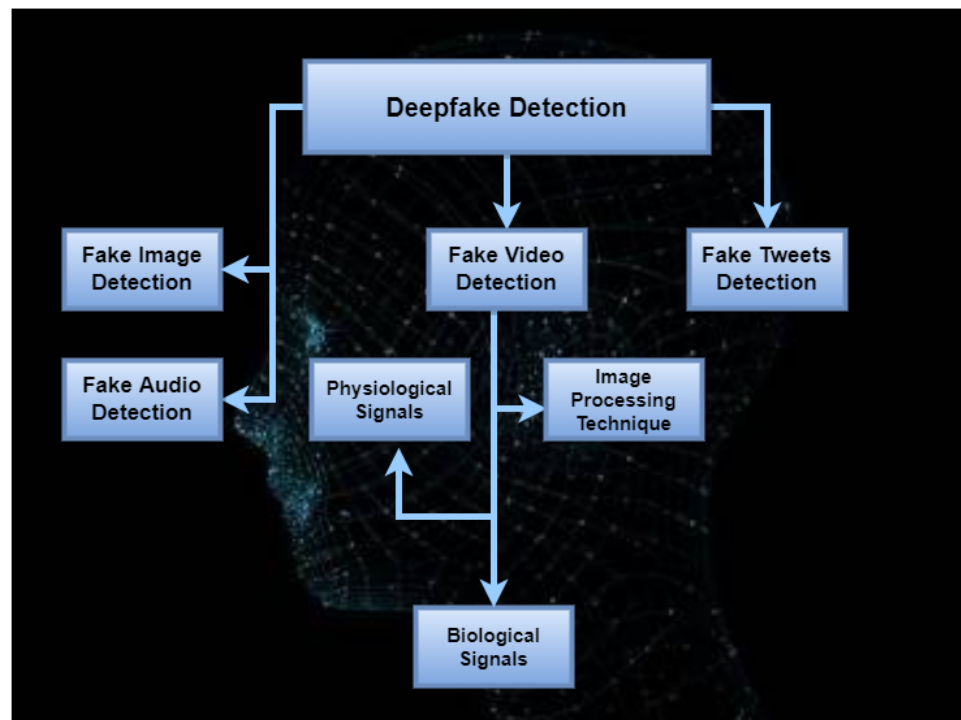 Deepfake Detection
Fake Image
Detection
Fake Video
Detection
Fake Tweets
Detection
Fake Audio
Detection
Physiological
Signals
Image
Processing
Technique
Biological
Signals